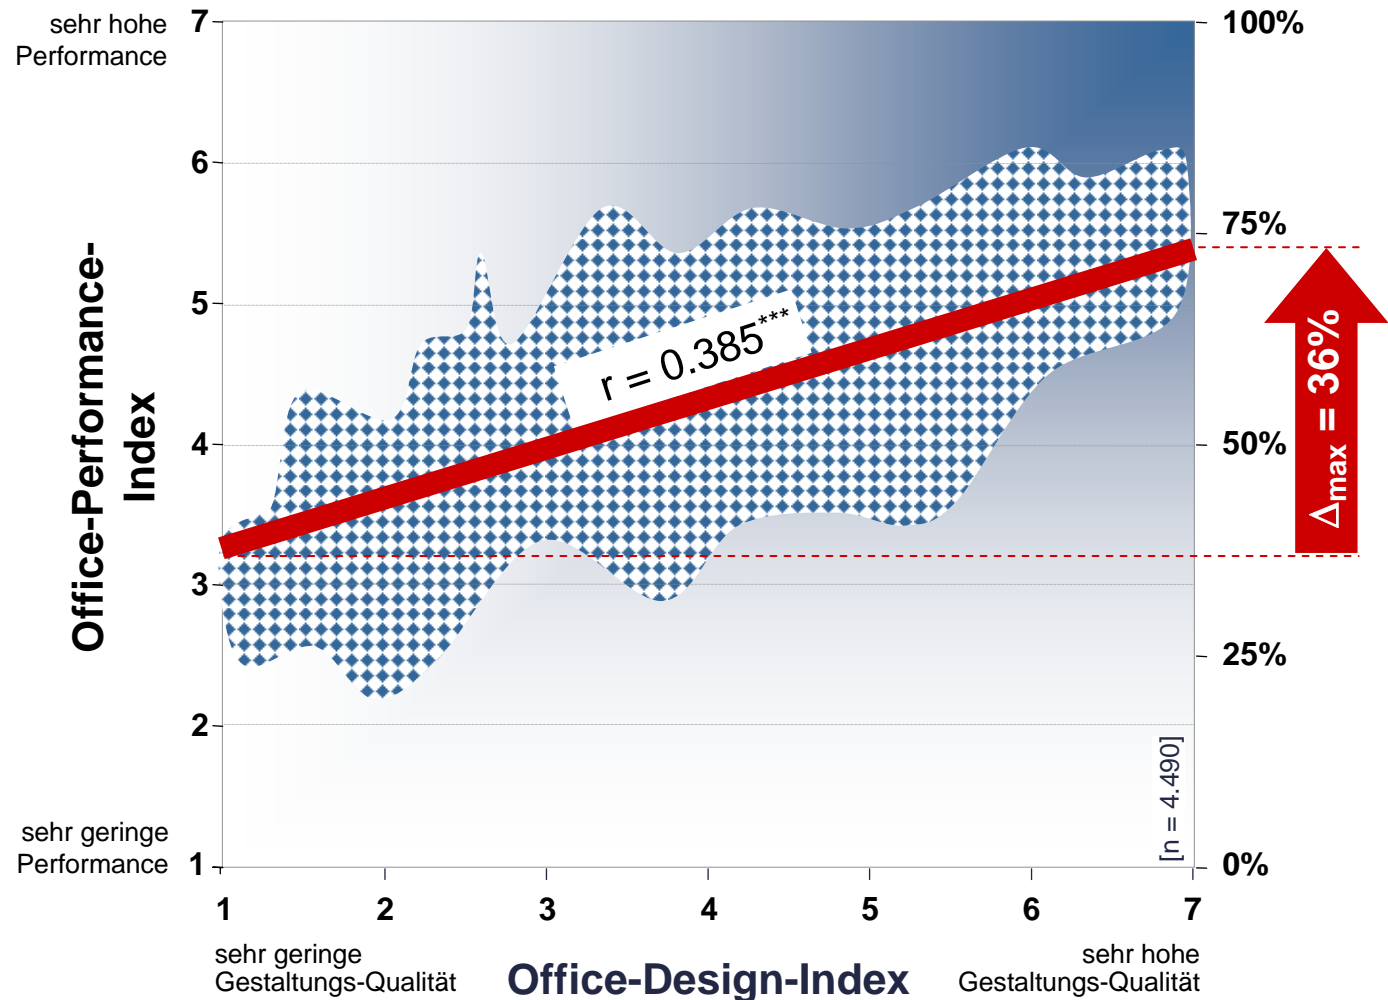 sehr hohe
Performance
7
6
5
4
3
2
1
Office-Performance-
Index
sehr geringe
Performance
100%
75%
50%
25%
0%
r = 0.385***
Δmax = 36%
[n = 4.490]
1 2 3 4 5 6 7
sehr geringe
Gestaltungs-Qualität
Office-Design-Index
sehr hohe
Gestaltungs-Qualität